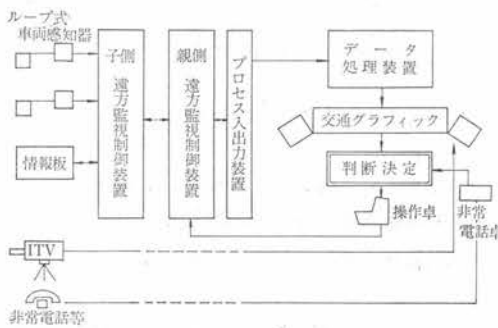 ループ式
車両感知器
子側
遠方監視制御装置
親側
遠方監視制御装置
プロセス入出力装置
データ
処理装置
交通グラフィック
判断決定
情報板
操作卓
非常
電話卓
ITV
非常電話等